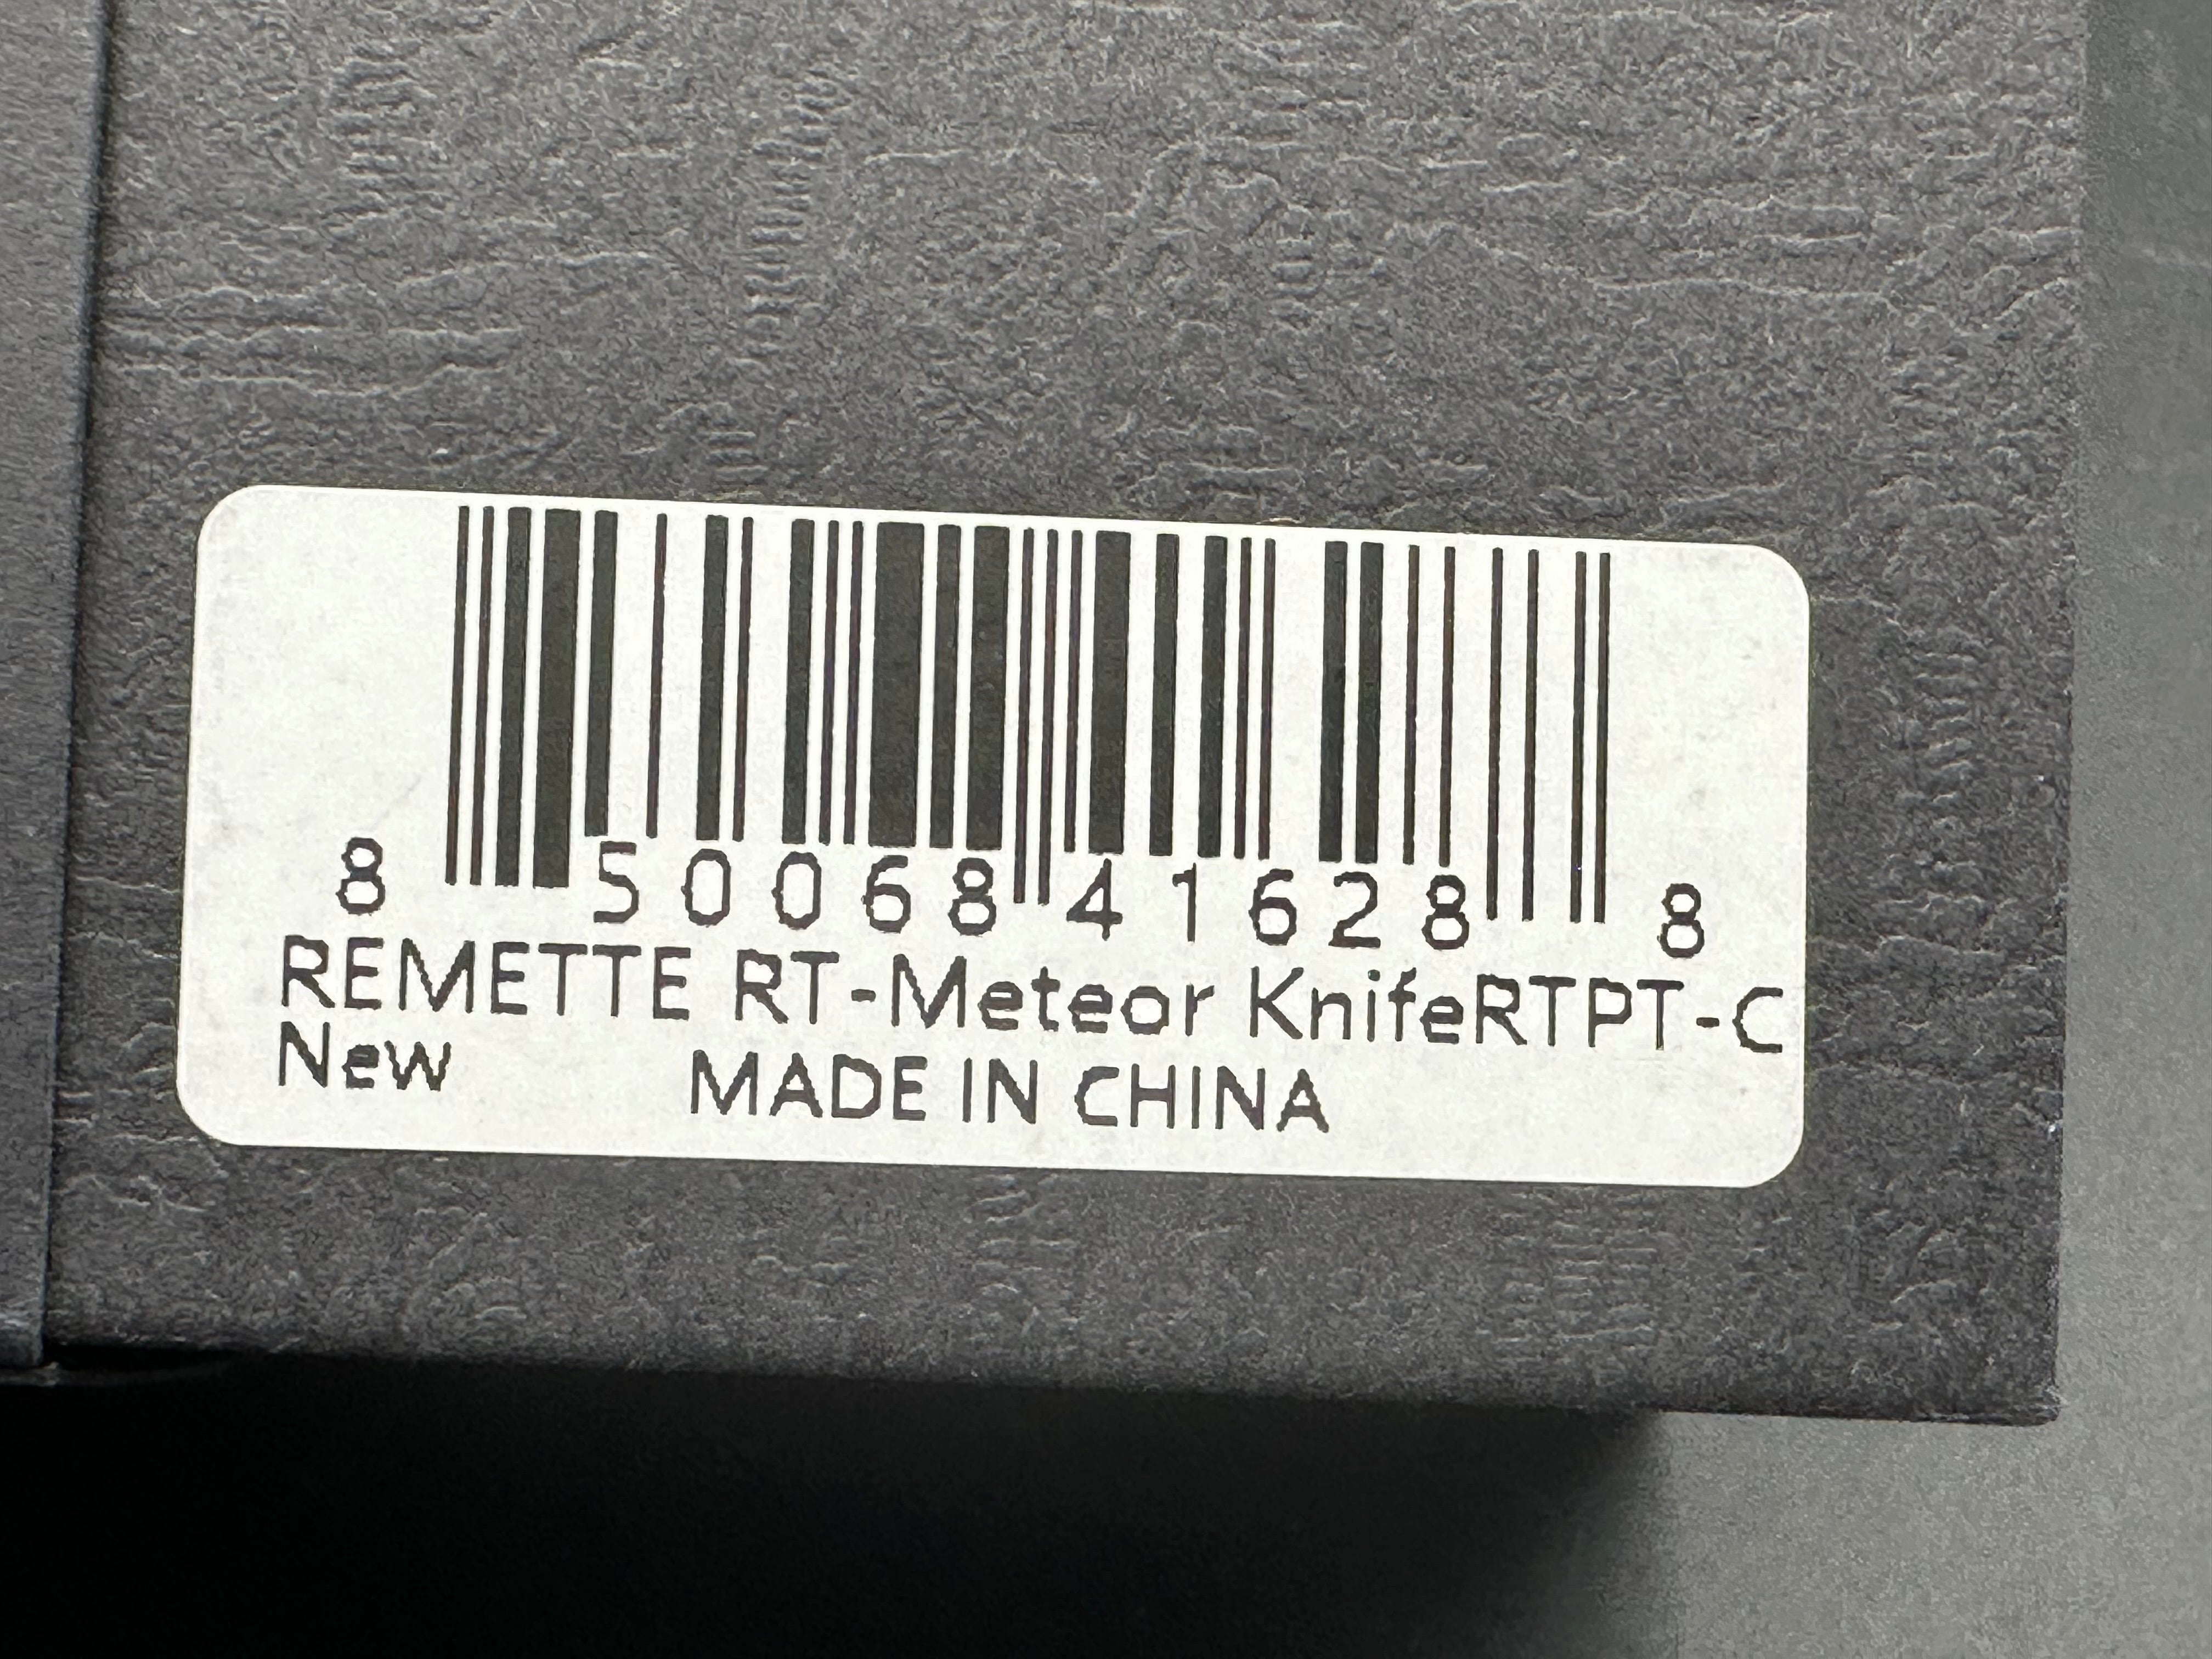 8 50068 41628 8
REMETTE RT-Meteor KnifeRTPT-C
New MADE IN CHINA